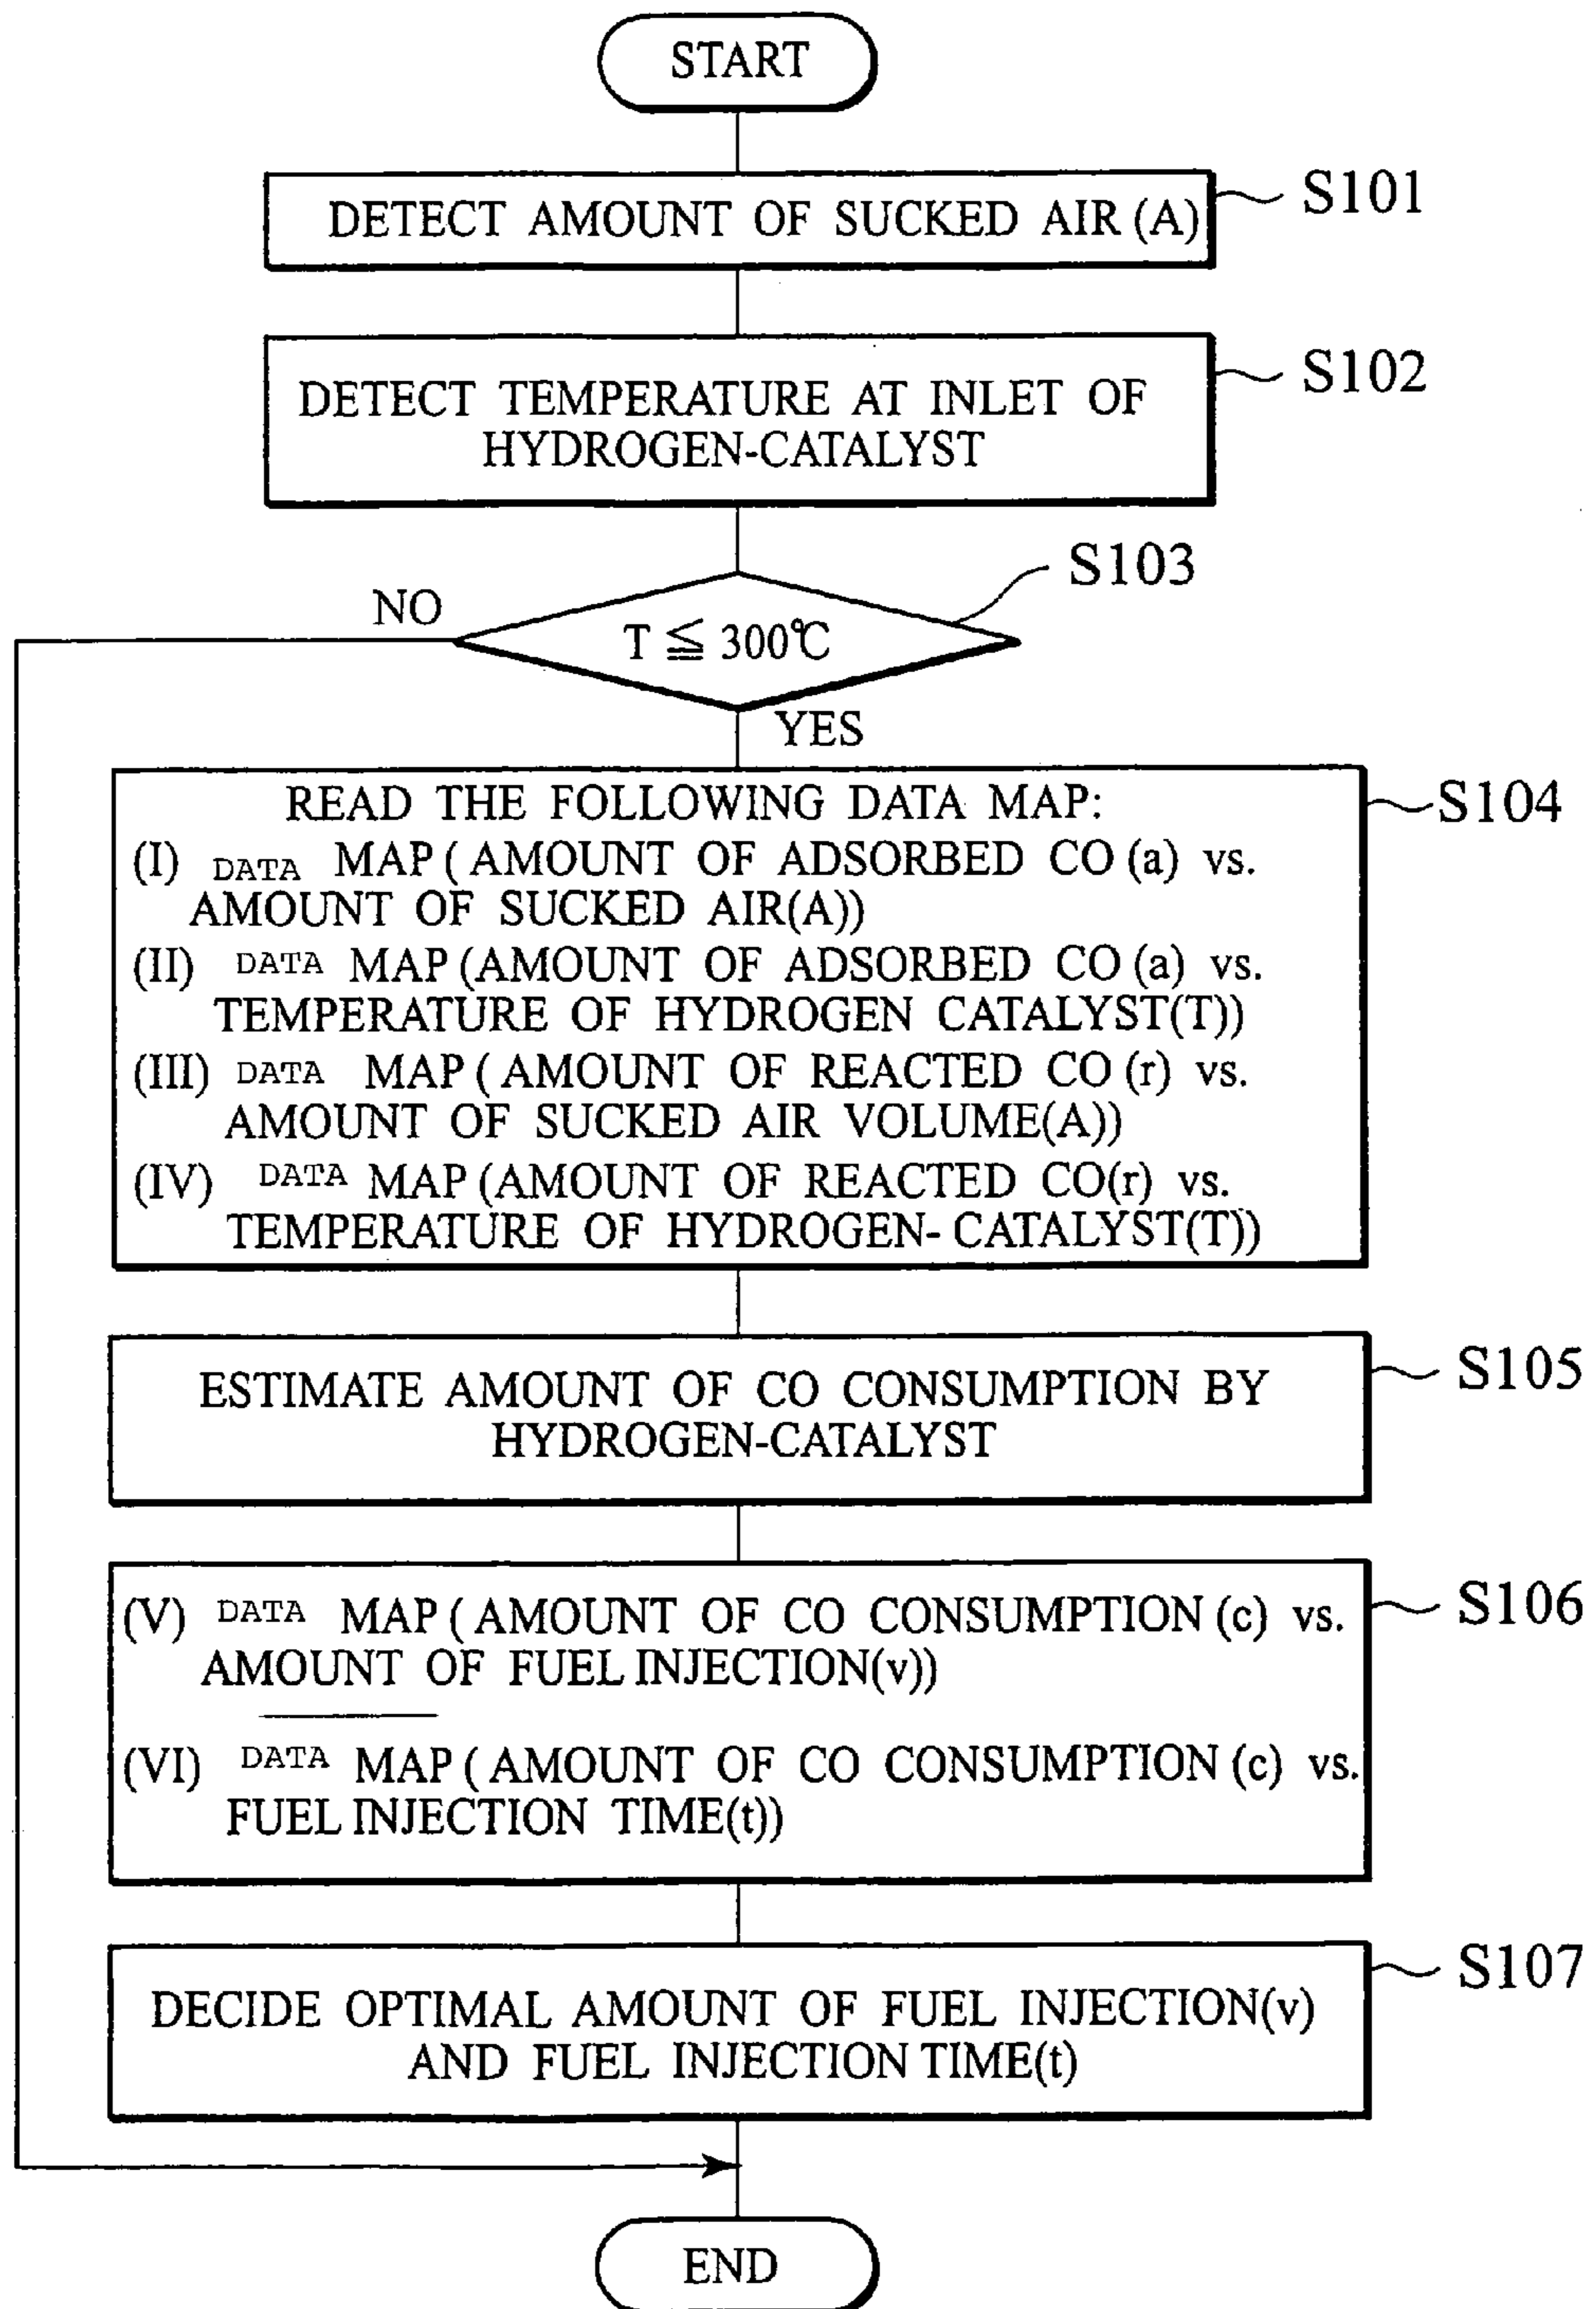 START
DETECT AMOUNT OF SUCKED AIR (A)
S101
DETECT TEMPERATURE AT INLET OF
HYDROGEN-CATALYST
S102
S103
NO
T ≦ 300℃
YES
S104
READ THE FOLLOWING DATA MAP:
(I) DATA MAP ( AMOUNT OF ADSORBED CO (a) vs.
AMOUNT OF SUCKED AIR(A))
(II) DATA MAP (AMOUNT OF ADSORBED CO (a) vs.
TEMPERATURE OF HYDROGEN CATALYST(T))
(III) DATA MAP ( AMOUNT OF REACTED CO (r) vs.
AMOUNT OF SUCKED AIR VOLUME(A))
(IV) DATA MAP (AMOUNT OF REACTED CO(r) vs.
TEMPERATURE OF HYDROGEN- CATALYST(T))
S105
ESTIMATE AMOUNT OF CO CONSUMPTION BY
HYDROGEN-CATALYST
S106
(V) DATA MAP ( AMOUNT OF CO CONSUMPTION (c) vs.
AMOUNT OF FUEL INJECTION(v))
(VI) DATA MAP ( AMOUNT OF CO CONSUMPTION (c) vs.
FUEL INJECTION TIME(t))
S107
DECIDE OPTIMAL AMOUNT OF FUEL INJECTION(v)
AND FUEL INJECTION TIME(t)
END